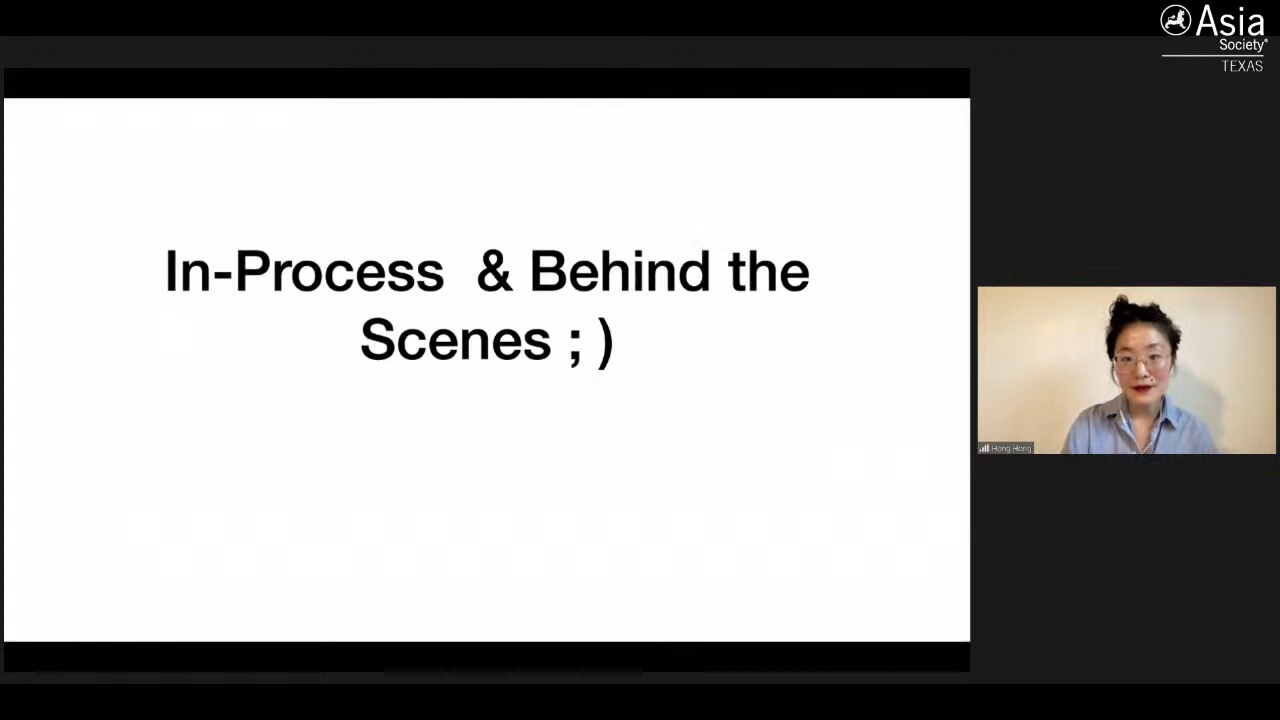 Asia
Society®
TEXAS
In-Process & Behind the
Scenes ; )
Hong Hong